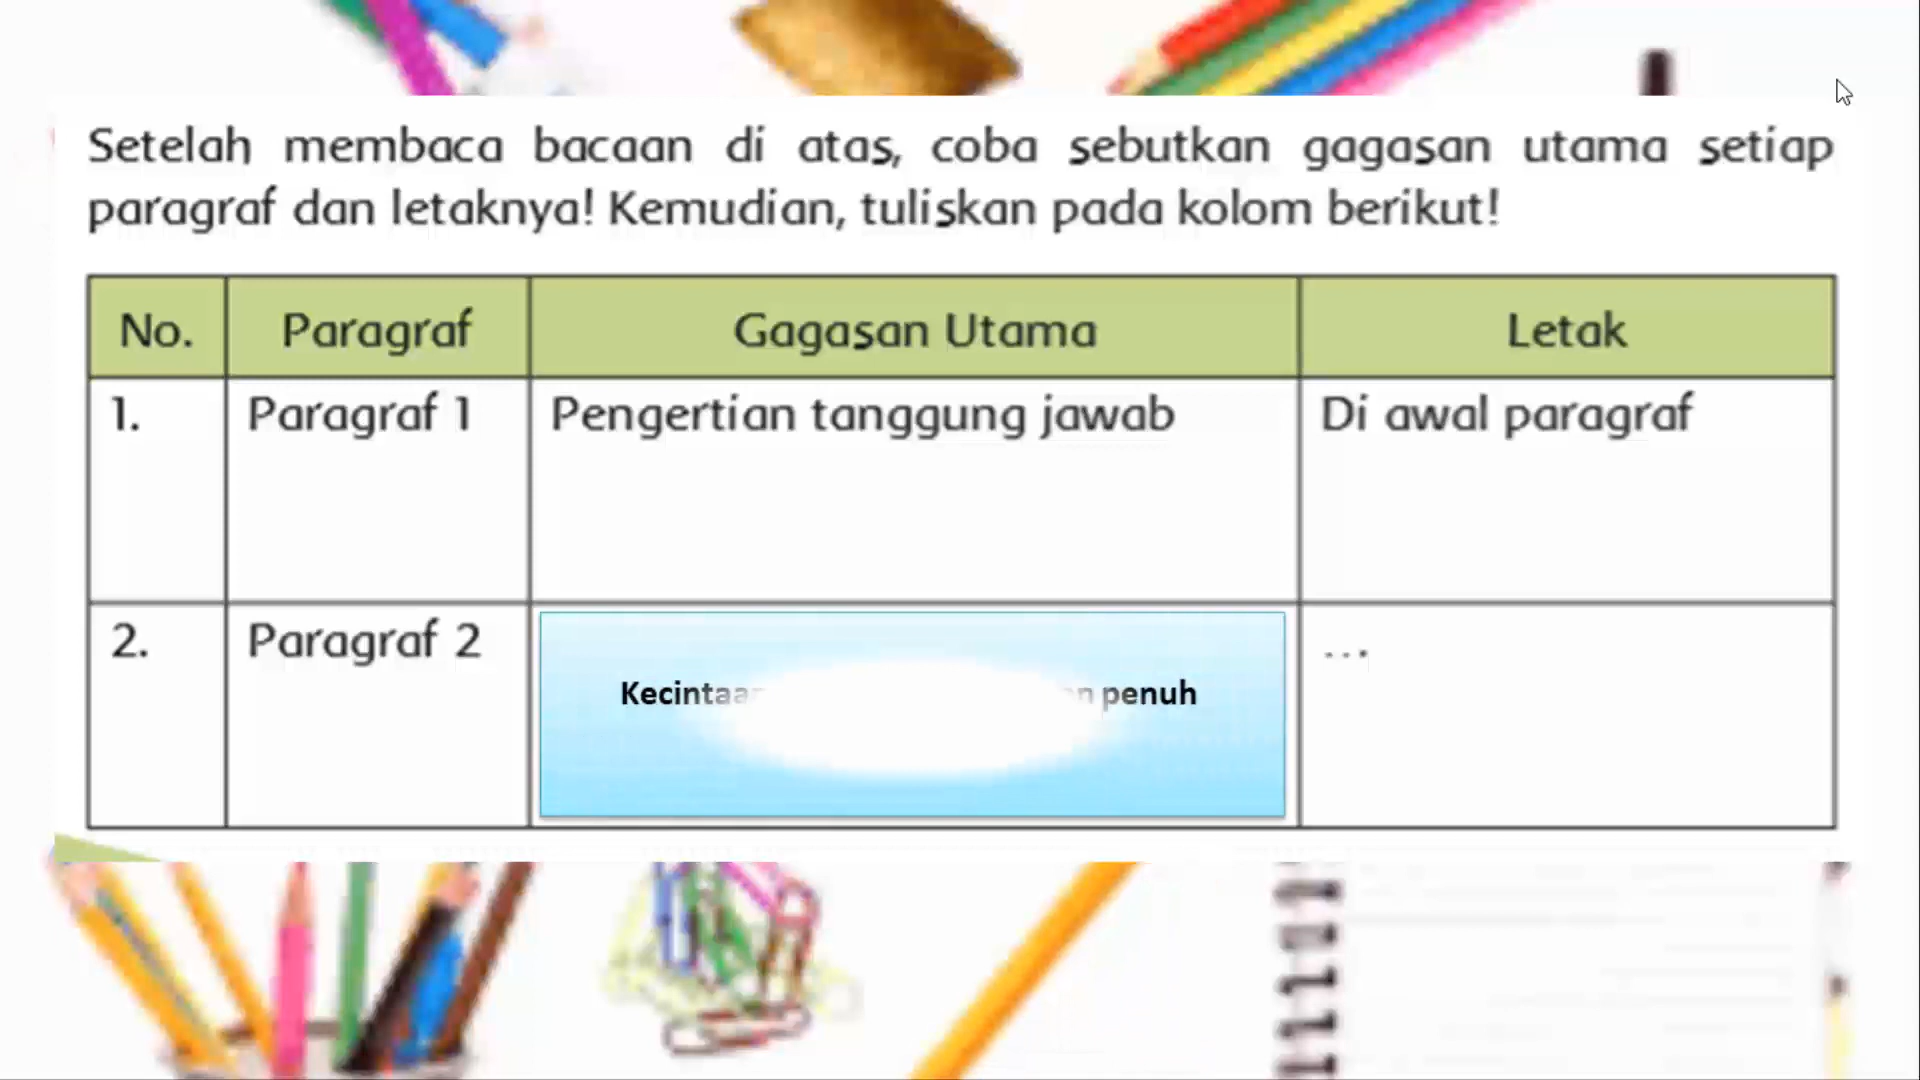 Setelah membaca bacaan di atas, coba sebutkan gagasan utama setiap
paragraf dan letaknya! Kemudian, tuliskan pada kolom berikut!
No. Paragraf Gagasan Utama Letak
1. Paragraf 1 Pengertian tanggung jawab Di awal paragraf
2. Paragraf 2 ...
penuh